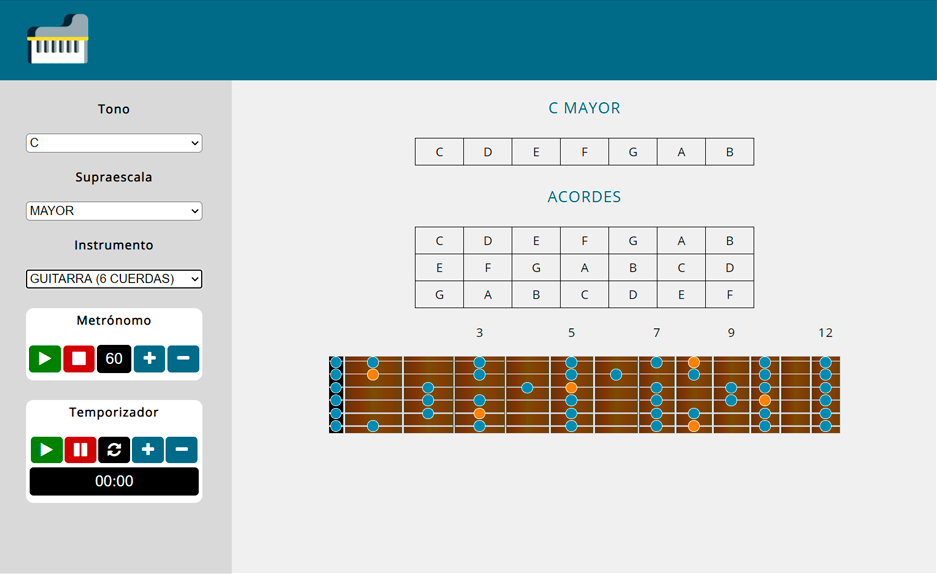 Tono
C
Supraescala
MAYOR
Instrumento
GUITARRA (6 CUERDAS)
Metrónomo
60
Temporizador
00:00
C MAYOR
C D E F G A B
ACORDES
C D E F G A B
E F G A B C D
G A B C D E F
3 5 7 9 12